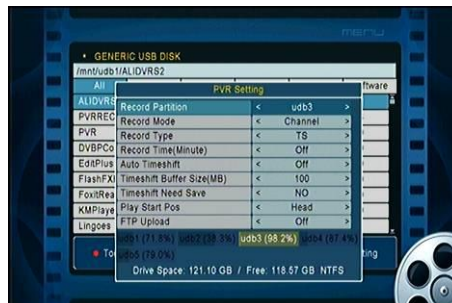 menu
• GENERIC USB DISK
/mnt/udb1/ALIDVRS2
All
ftware
PVR Setting
ALIDVRS
Record Partition < udb3 >
PVRREC
Record Mode < Channel >
PVR
Record Type < TS >
DVBPCo
Record Time(Minute) < Off >
EditPlus
Auto Timeshift < Off >
FlashFXI
Timeshift Buffer Size(MB) < 100 >
FoxitRea
Timeshift Need Save < NO >
KMPlaye
Play Start Pos < Head >
Lingoes
FTP Upload < Off >
udb1 (71.8%) udb2 (38.3%) udb3 (98.2%) udb4 (87.4%)
To
udb5 (79.0%)
ting
Drive Space: 121.10 GB / Free: 118.57 GB NTFS